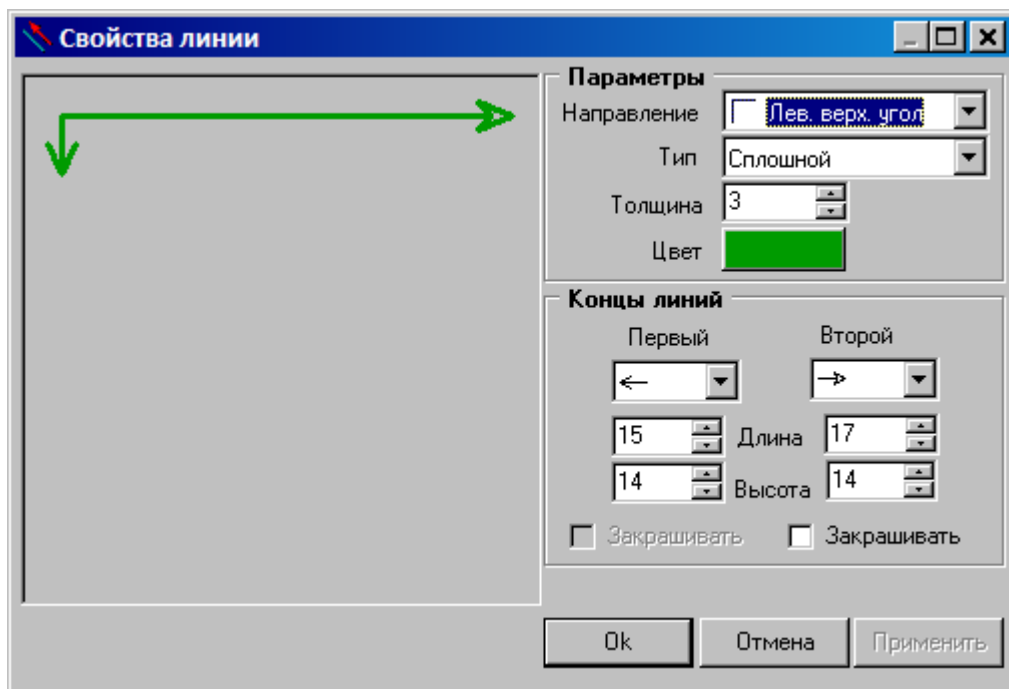 Свойства линии
Параметры
Направление Лев. верх. угол
Тип Сплошной
Толщина 3
Цвет
Концы линий
Первый Второй
15 Длина 17
14 Высота 14
Закрашивать Закрашивать
Ok Отмена Применить